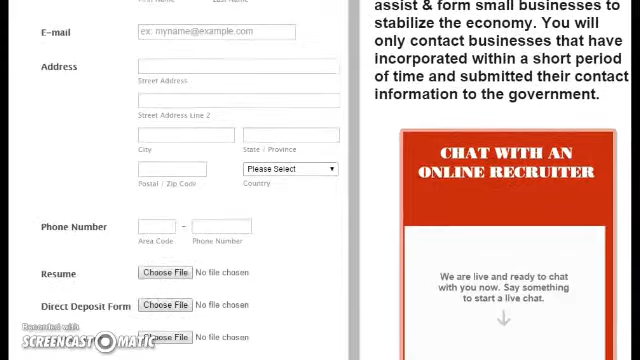 First Name Last Name
E-mail
ex: myname@example.com
Address
Street Address
Street Address Line 2
City State / Province
Please Select
Postal / Zip Code Country
Phone Number
-
Area Code Phone Number
Resume Choose File No file chosen
Direct Deposit Form Choose File No file chosen
Choose File No file chosen
Recorded with
SCREENCAST O MATIC
assist & form small businesses to
stabilize the economy. You will
only contact businesses that have
incorporated within a short period
of time and submitted their contact
information to the government.
CHAT WITH AN
ONLINE RECRUITER
We are live and ready to chat
with you now. Say something
to start a live chat.